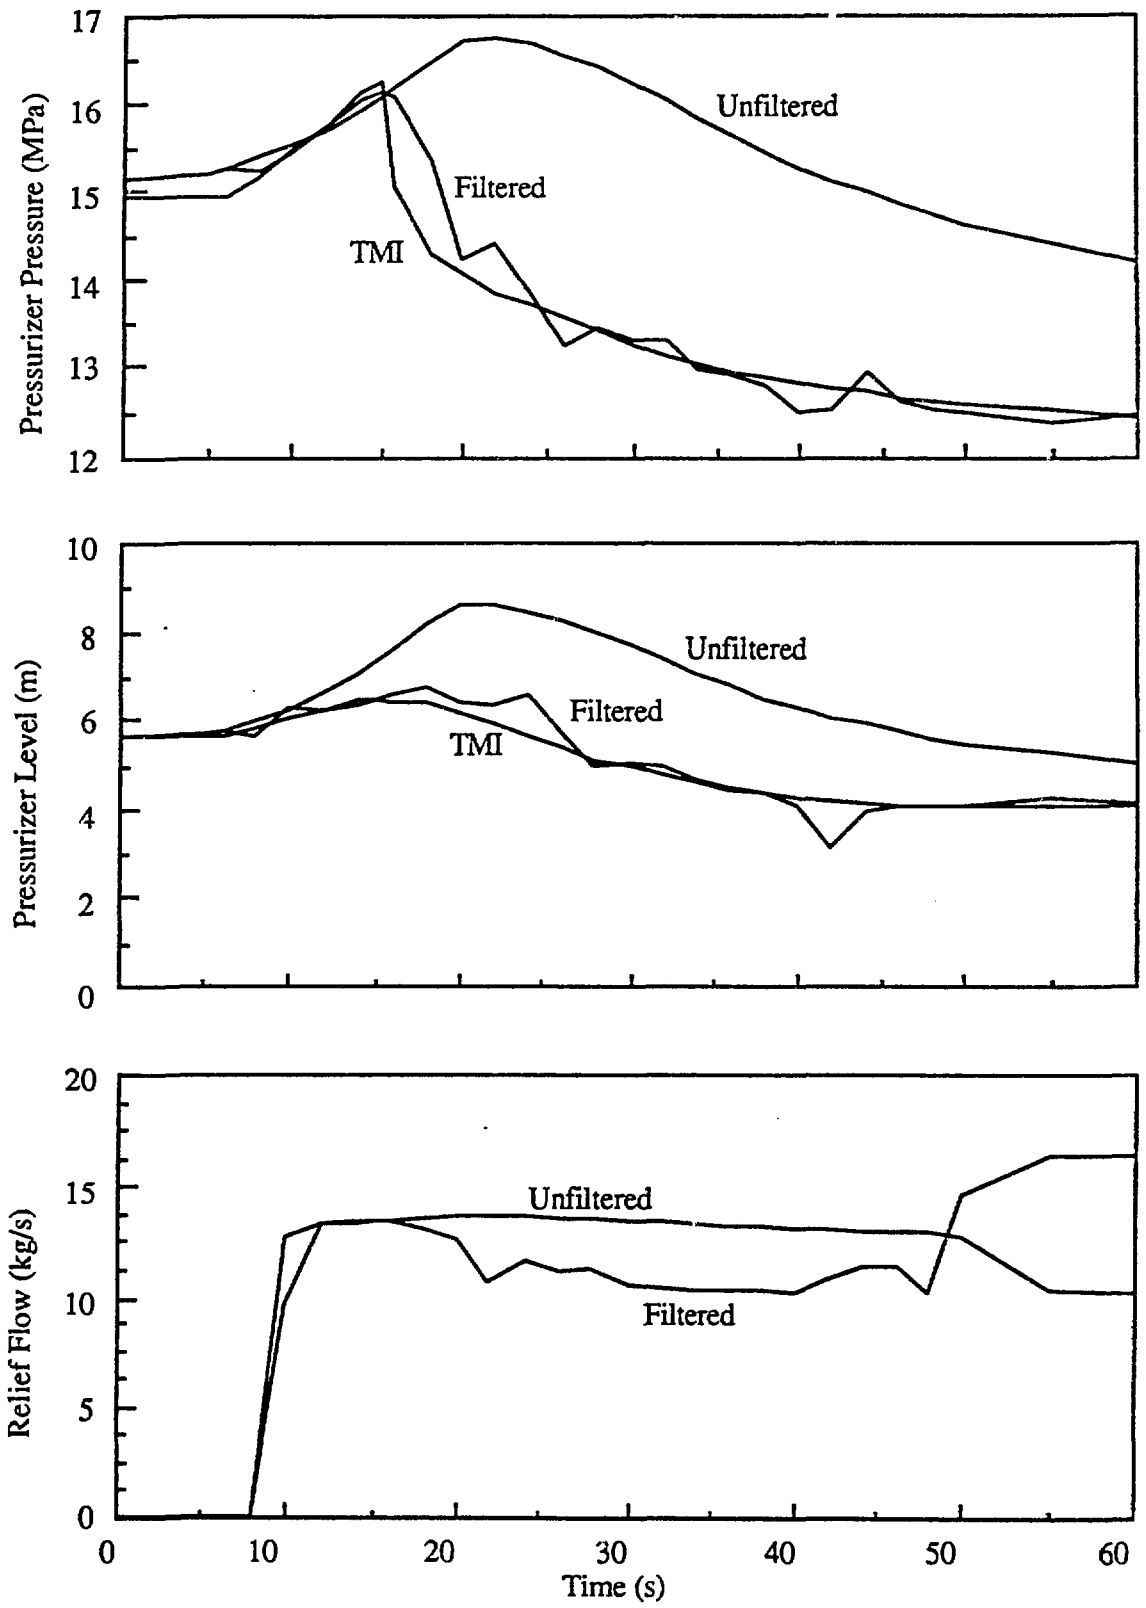 17
16
15
14
13
12
Pressurizer Pressure (MPa)
Unfiltered
Filtered
TMI
10
8
6
4
2
0
Pressurizer Level (m)
Unfiltered
Filtered
TMI
20
15
10
5
0
Relief Flow (kg/s)
Unfiltered
Filtered
0 10 20 30 40 50 60
Time (s)